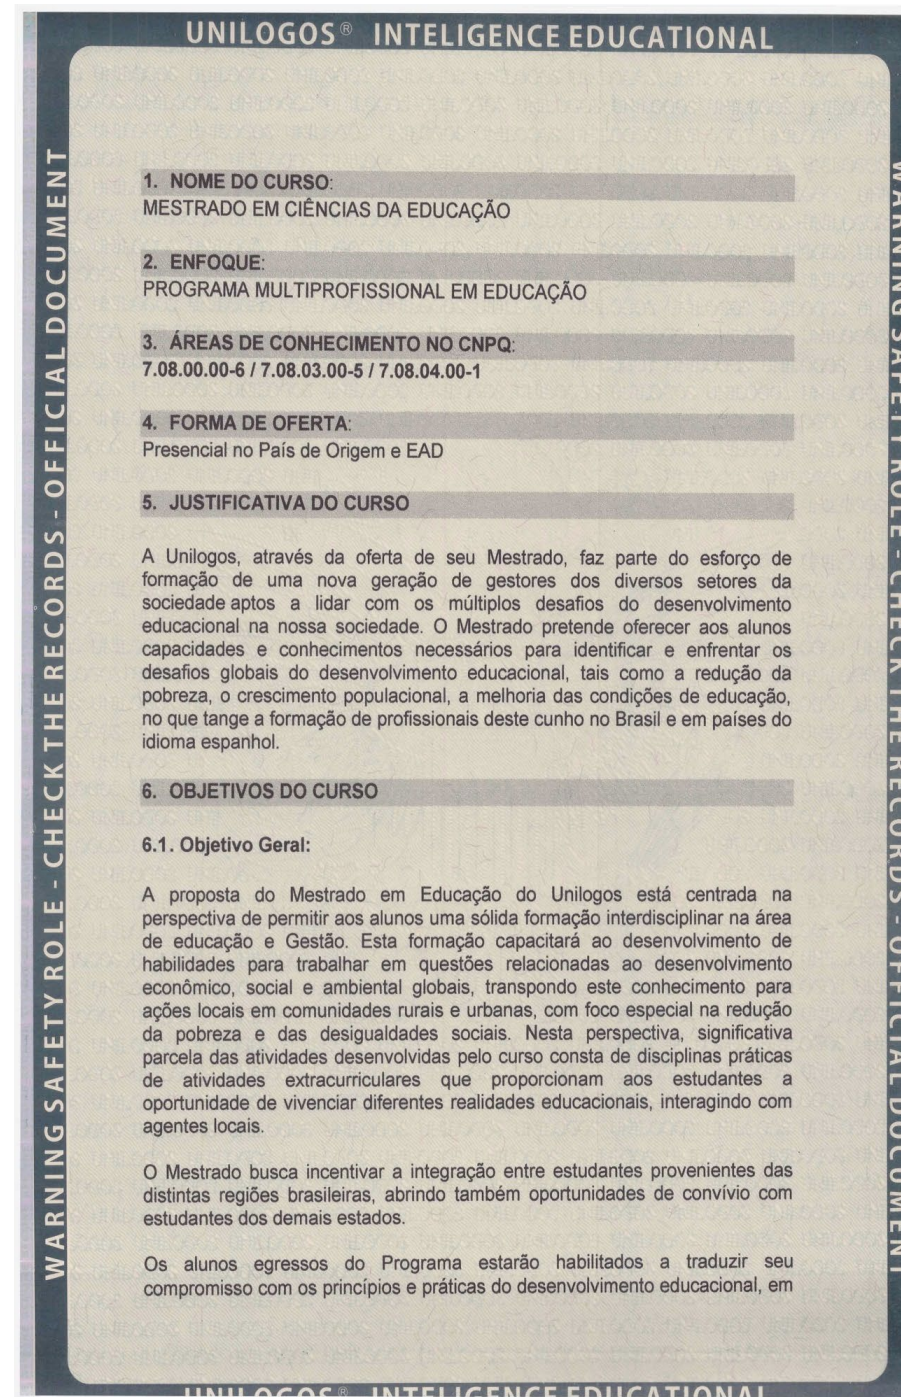 UNILOGOS® INTELIGENCE EDUCATIONAL
WARNING SAFETY ROLE - CHECK THE RECORDS - OFFICIAL DOCUMENT
1. NOME DO CURSO:
MESTRADO EM CIÊNCIAS DA EDUCAÇÃO
2. ENFOQUE:
PROGRAMA MULTIPROFISSIONAL EM EDUCAÇÃO
3. ÁREAS DE CONHECIMENTO NO CNPQ:
7.08.00.00-6 / 7.08.03.00-5 / 7.08.04.00-1
4. FORMA DE OFERTA:
Presencial no País de Origem e EAD
5. JUSTIFICATIVA DO CURSO
A Unilogos, através da oferta de seu Mestrado, faz parte do esforço de
formação de uma nova geração de gestores dos diversos setores da
sociedade aptos a lidar com os múltiplos desafios do desenvolvimento
educacional na nossa sociedade. O Mestrado pretende oferecer aos alunos
capacidades e conhecimentos necessários para identificar e enfrentar os
desafios globais do desenvolvimento educacional, tais como a redução da
pobreza, o crescimento populacional, a melhoria das condições de educação,
no que tange a formação de profissionais deste cunho no Brasil e em países do
idioma espanhol.
6. OBJETIVOS DO CURSO
6.1. Objetivo Geral:
A proposta do Mestrado em Educação do Unilogos está centrada na
perspectiva de permitir aos alunos uma sólida formação interdisciplinar na área
de educação e Gestão. Esta formação capacitará ao desenvolvimento de
habilidades para trabalhar em questões relacionadas ao desenvolvimento
econômico, social e ambiental globais, transpondo este conhecimento para
ações locais em comunidades rurais e urbanas, com foco especial na redução
da pobreza e das desigualdades sociais. Nesta perspectiva, significativa
parcela das atividades desenvolvidas pelo curso consta de disciplinas práticas
de atividades extracurriculares que proporcionam aos estudantes a
oportunidade de vivenciar diferentes realidades educacionais, interagindo com
agentes locais.
O Mestrado busca incentivar a integração entre estudantes provenientes das
distintas regiões brasileiras, abrindo também oportunidades de convívio com
estudantes dos demais estados.
Os alunos egressos do Programa estarão habilitados a traduzir seu
compromisso com os princípios e práticas do desenvolvimento educacional, em
WARNING SAFETY ROLE - CHECK THE RECORDS - OFFICIAL DOCUMENT
UNILOGOS® INTELIGENCE EDUCATIONAL